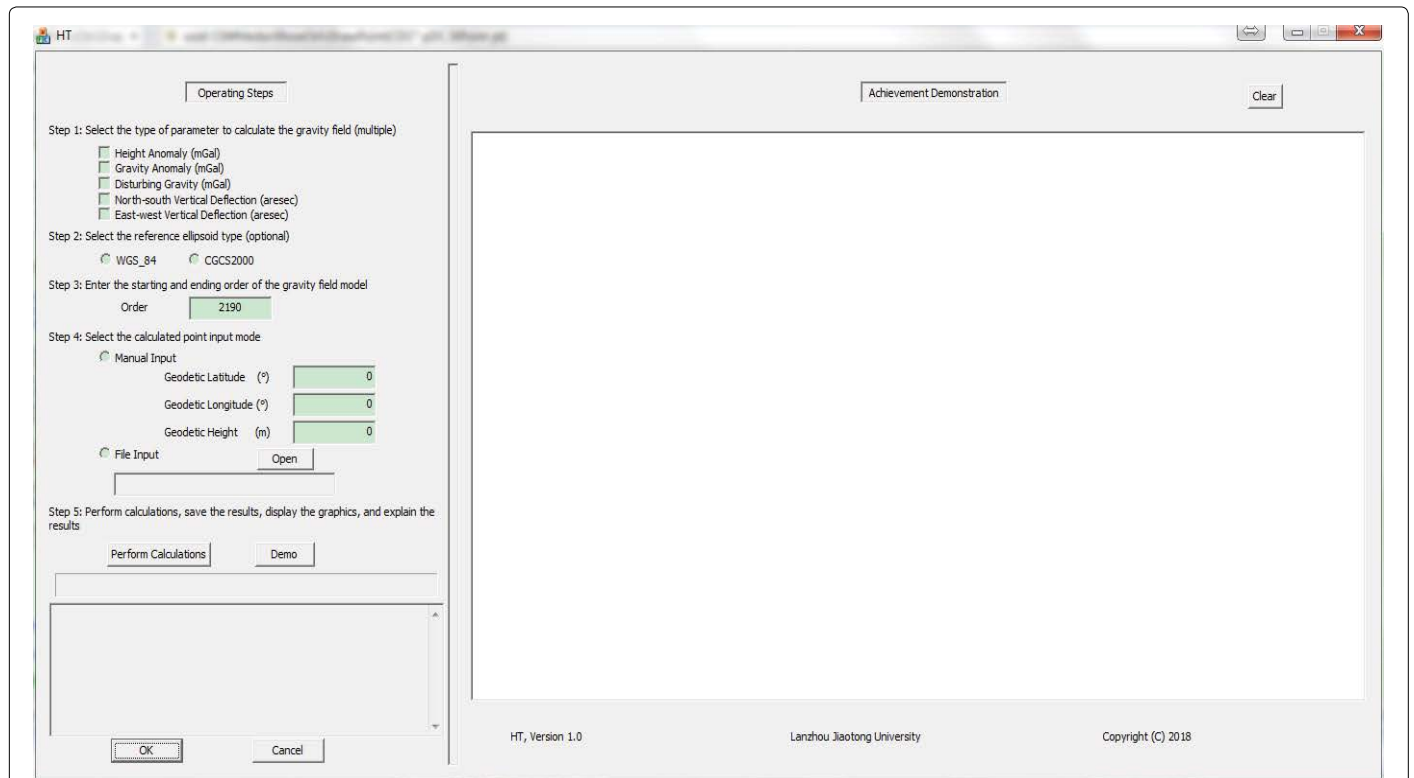 HT
Operating Steps
Step 1: Select the type of parameter to calculate the gravity field (multiple)
Height Anomaly (mGal)
Gravity Anomaly (mGal)
Disturbing Gravity (mGal)
North-south Vertical Deflection (aresec)
East-west Vertical Deflection (aresec)
Step 2: Select the reference ellipsoid type (optional)
WGS_84 CGCS2000
Step 3: Enter the starting and ending order of the gravity field model
Order 2190
Step 4: Select the calculated point input mode
Manual Input
Geodetic Latitude (º) 0
Geodetic Longitude (º) 0
Geodetic Height (m) 0
File Input Open
Step 5: Perform calculations, save the results, display the graphics, and explain the
results
Perform Calculations Demo
OK Cancel
Achievement Demonstration
Clear
HT, Version 1.0 Lanzhou Jiaotong University Copyright (C) 2018